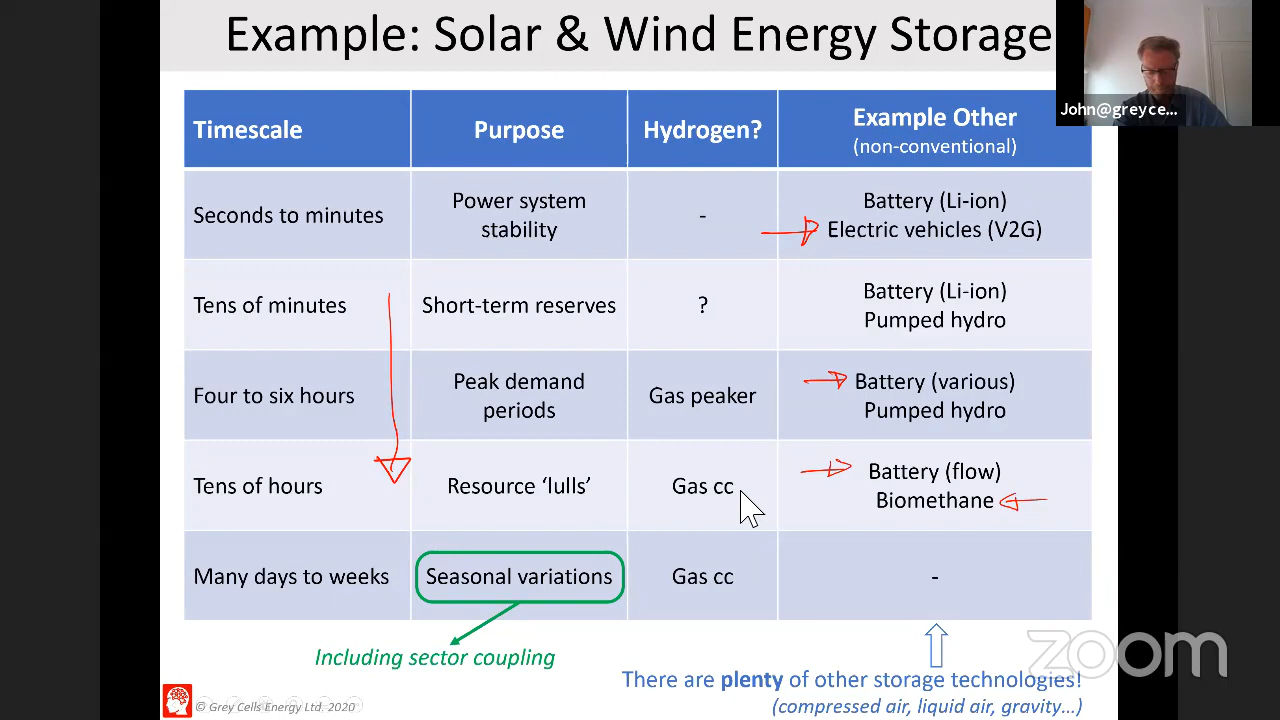 Example: Solar & Wind Energy Storage
John@greyce...
Timescale
Purpose
Hydrogen?
Example Other
(non-conventional)
Seconds to minutes
Power system
stability
-
Battery (Li-ion)
Electric vehicles (V2G)
Tens of minutes
Short-term reserves
?
Battery (Li-ion)
Pumped hydro
Four to six hours
Peak demand
periods
Gas peaker
Battery (various)
Pumped hydro
Tens of hours
Resource ‘lulls’
Gas cc
Battery (flow)
Biomethane
Many days to weeks
Seasonal variations
Gas cc
-
Including sector coupling
There are plenty of other storage technologies!
(compressed air, liquid air, gravity...)
© Grey Cells Energy Ltd. 2020
zoom